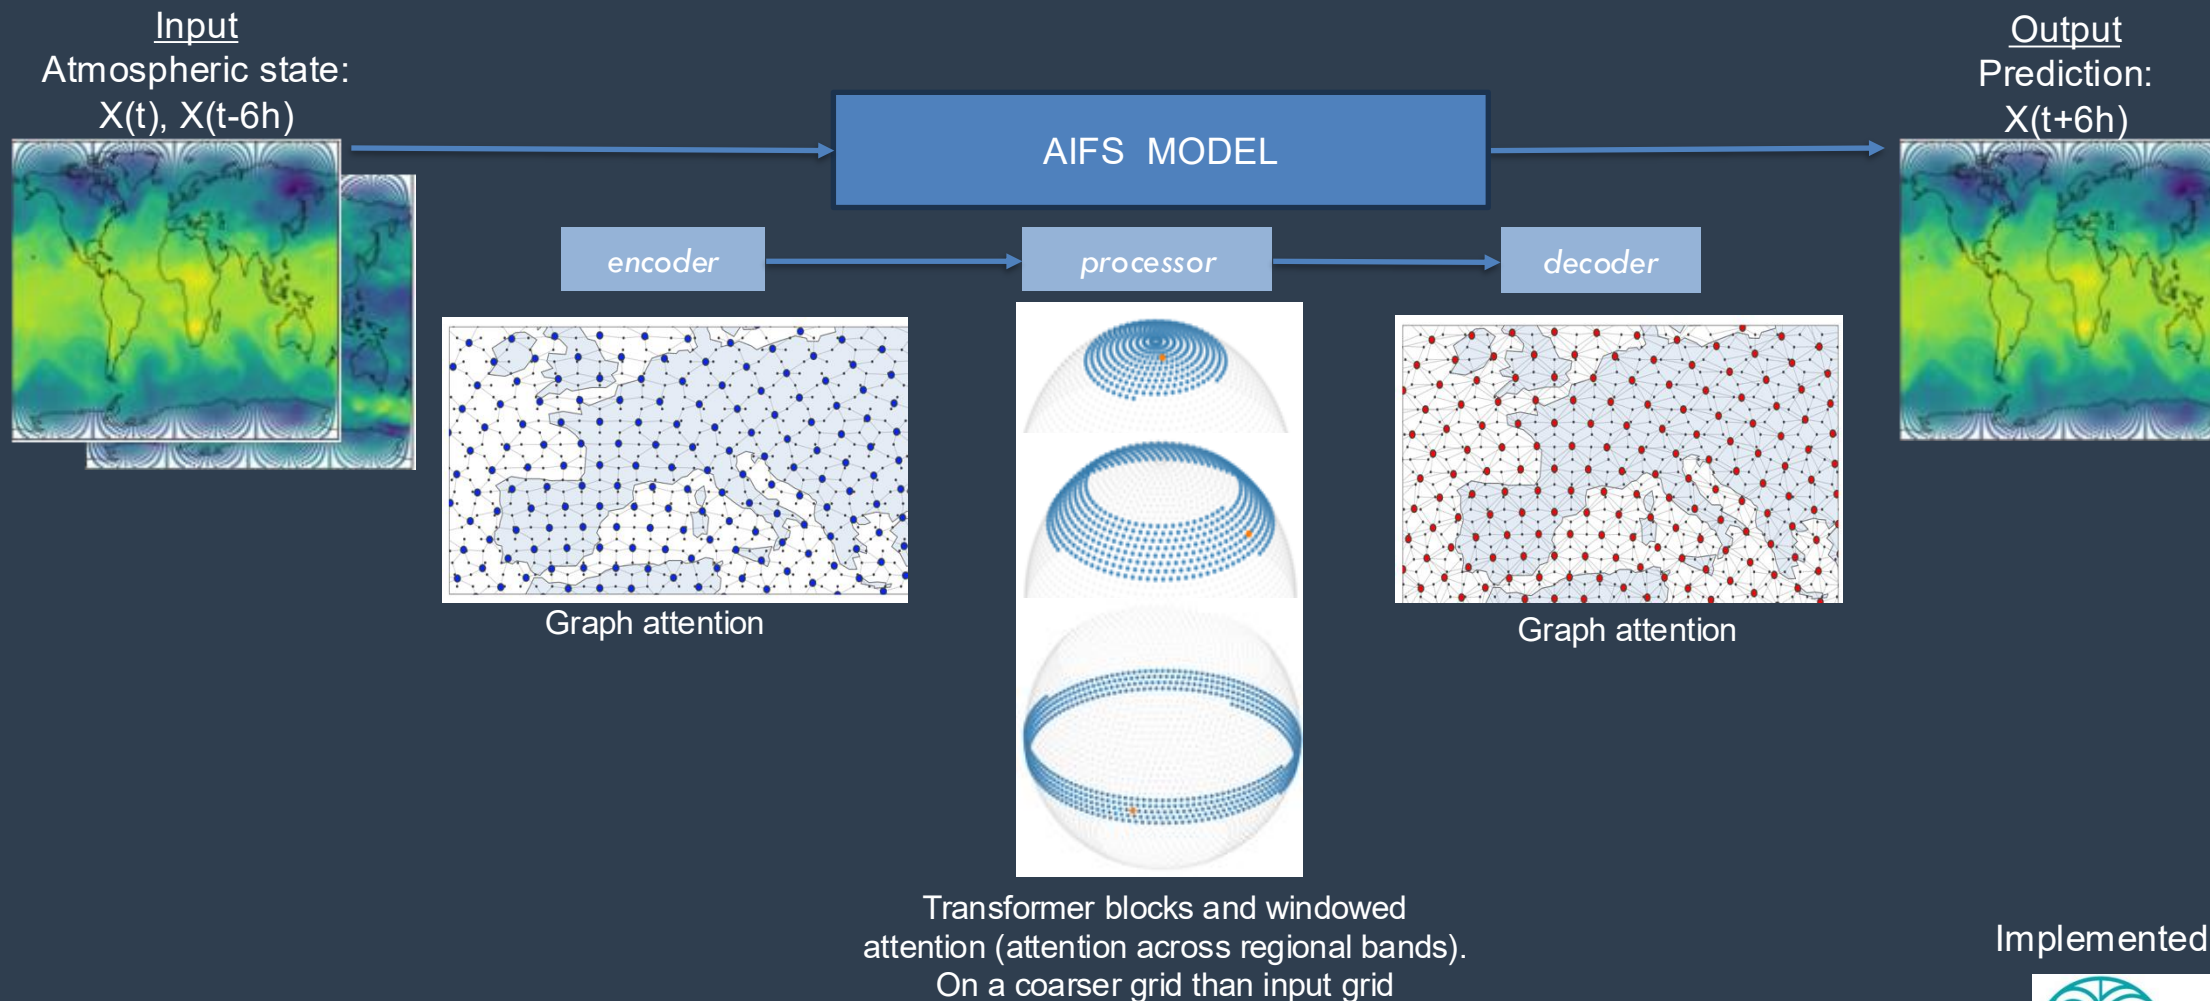 Input
Atmospheric state:
X(t), X(t-6h)
AIFS MODEL
Output
Prediction:
X(t+6h)
encoder
processor
decoder
Graph attention
Graph attention
Transformer blocks and windowed
attention (attention across regional bands).
On a coarser grid than input grid
Implemented